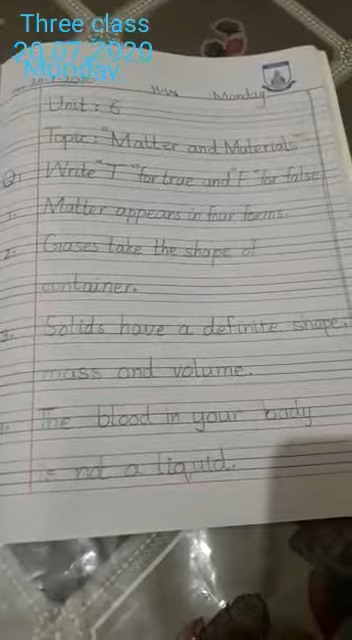 Three class
20.07.2020
Monday
H.W Monday
Unit: 6
Topic: "Matter and Materials"
Q:1 Write "T" for true and "F" for false
1. Matter appears in four forms.
2. Gases take the shape of
container.
3. Solids have a definite shape,
mass and volume.
The blood in your body
is not a liquid.